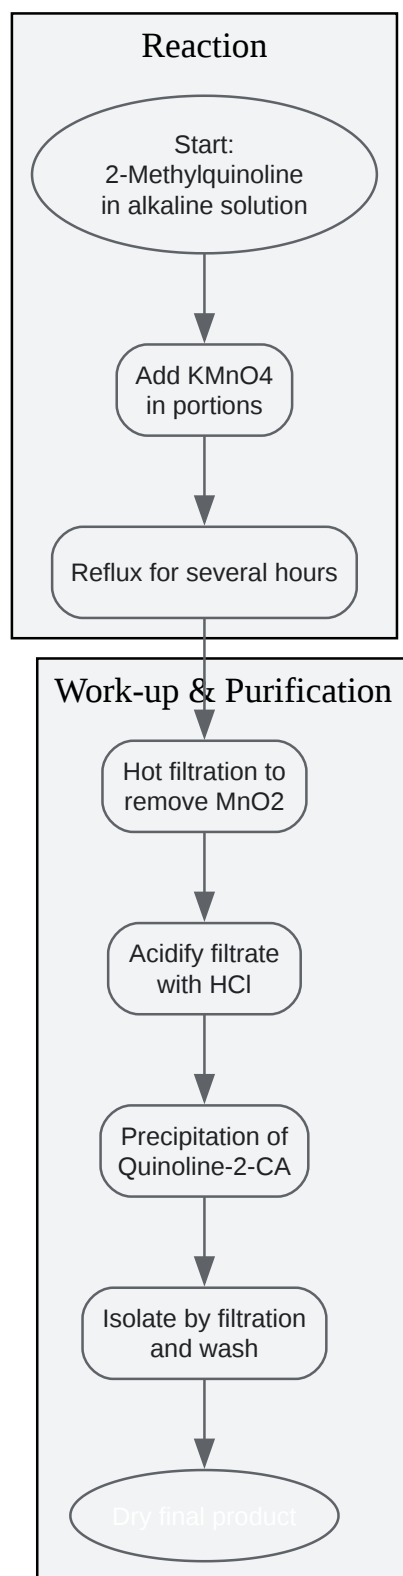 Reaction
Start:
2-Methylquinoline
in alkaline solution
Add KMnO4
in portions
Reflux for several hours
Work-up & Purification
Hot filtration to
remove MnO2
Acidify filtrate
with HCl
Precipitation of
Quinoline-2-CA
Isolate by filtration
and wash
Dry final product